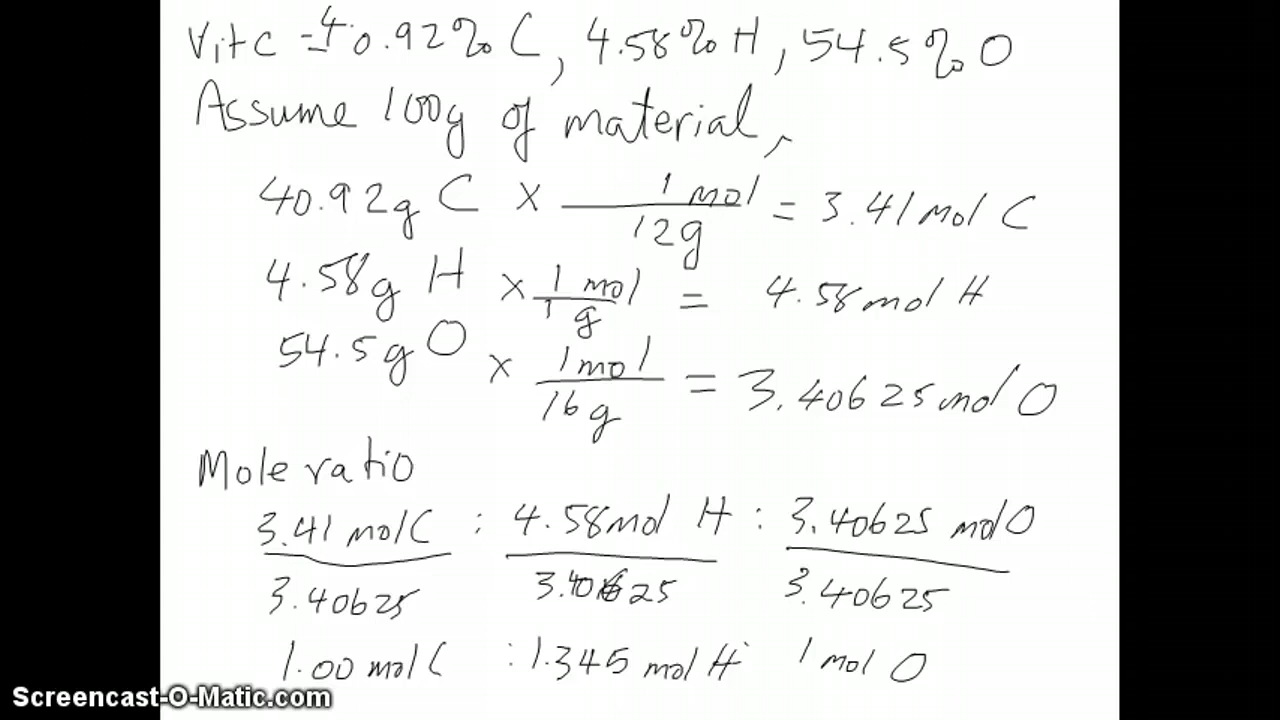 Vit C = 40.92% C, 4.58% H, 54.5% O
Assume 100g of material,
40.92g C × 1 mol / 12g = 3.41 mol C
4.58g H × 1 mol / 1 g = 4.58 mol H
54.5g O × 1 mol / 16g = 3.40625 mol O
Mole ratio
3.41 mol C : 4.58 mol H : 3.40625 mol O
3.40625 3.40625 3.40625
1.00 mol C : 1.345 mol H : 1 mol O
Screencast-O-Matic.com